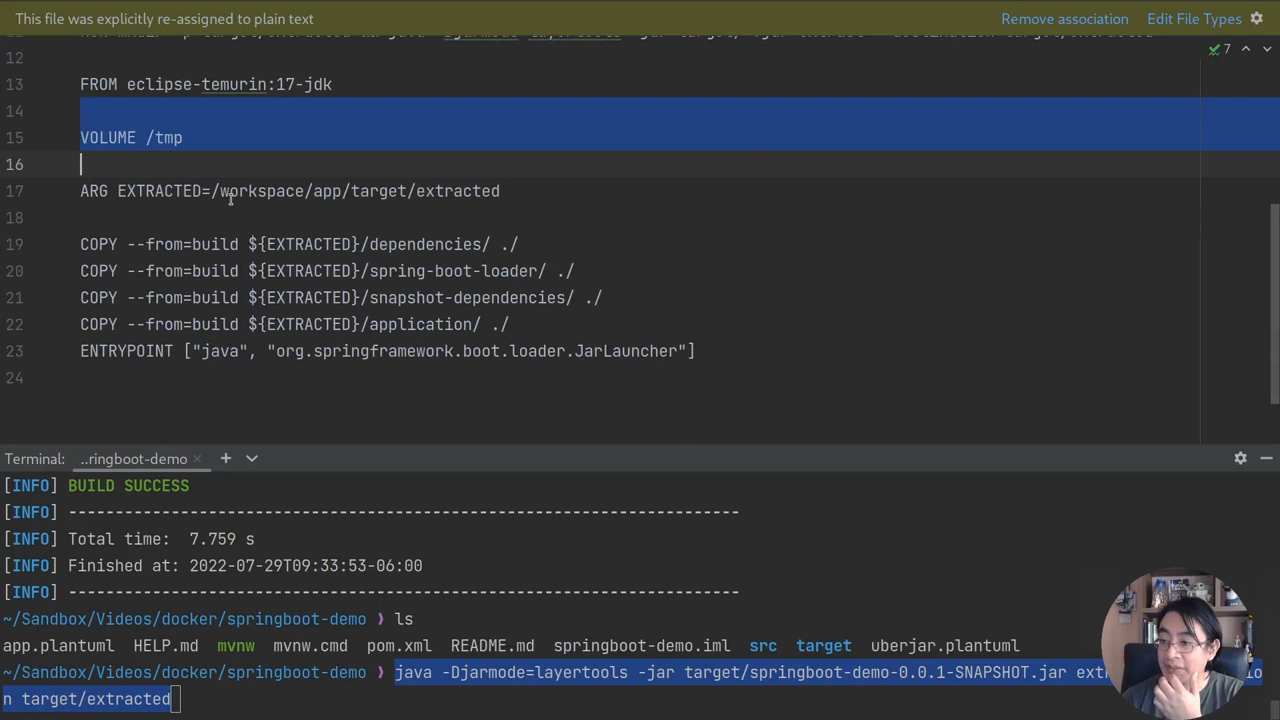 This file was explicitly re-assigned to plain text Remove association Edit File Types
7
12
13 FROM eclipse-temurin:17-jdk
14
15 VOLUME /tmp
16
17 ARG EXTRACTED=/workspace/app/target/extracted
18
19 COPY --from=build ${EXTRACTED}/dependencies/ ./
20 COPY --from=build ${EXTRACTED}/spring-boot-loader/ ./
21 COPY --from=build ${EXTRACTED}/snapshot-dependencies/ ./
22 COPY --from=build ${EXTRACTED}/application/ ./
23 ENTRYPOINT ["java", "org.springframework.boot.loader.JarLauncher"]
24
Terminal: ..ringboot-demo × + 
[INFO] BUILD SUCCESS
[INFO] ------------------------------------------------------------------------
[INFO] Total time: 7.759 s
[INFO] Finished at: 2022-07-29T09:33:53-06:00
[INFO] ------------------------------------------------------------------------
~/Sandbox/Videos/docker/springboot-demo ❯ ls
app.plantuml HELP.md mvnw mvnw.cmd pom.xml README.md springboot-demo.iml src target uberjar.plantuml
~/Sandbox/Videos/docker/springboot-demo ❯ java -Djarmode=layertools -jar target/springboot-demo-0.0.1-SNAPSHOT.jar
n target/extracted